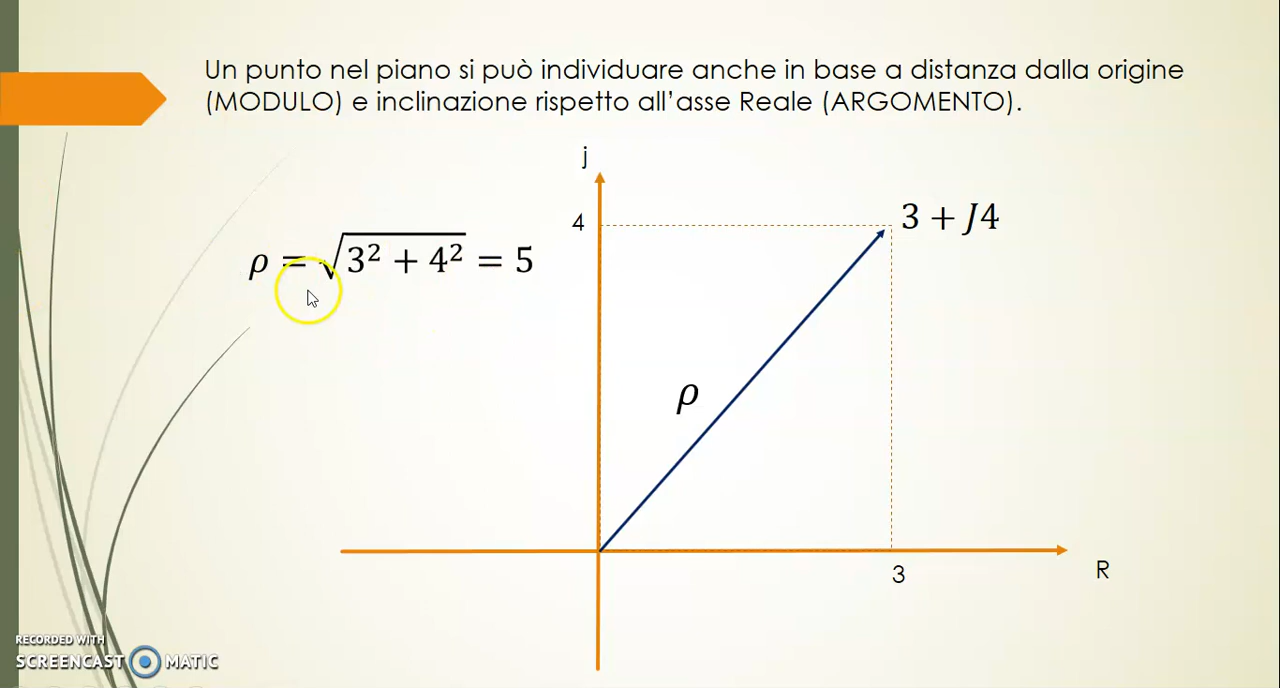 Un punto nel piano si può individuare anche in base a distanza dalla origine
(MODULO) e inclinazione rispetto all'asse Reale (ARGOMENTO).
j
4
3 + J4
ρ = √3² + 4² = 5
ρ
3
R
RECORDED WITH
SCREENCAST MATIC